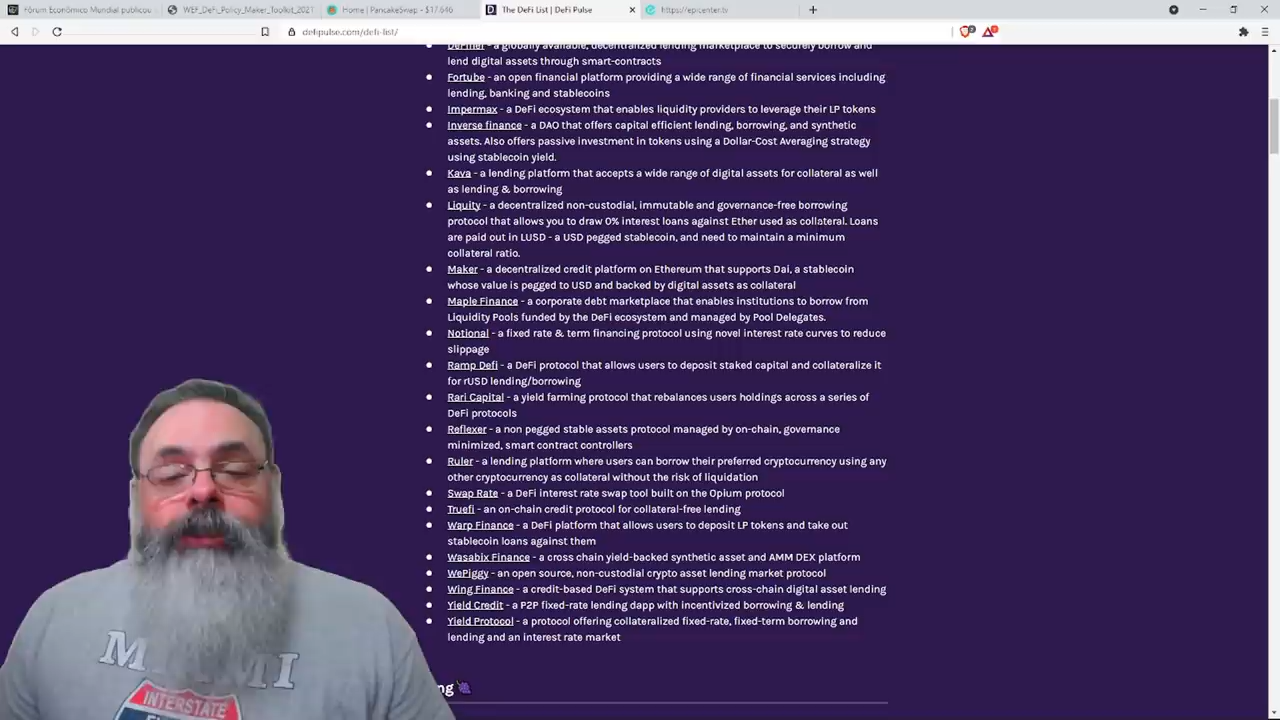 Fórum Econômico Mundial publicou
WEF_DeFi_Policy_Maker_Toolkit_2021
Home | PancakeSwap - $17.646
The DeFi List | DeFi Pulse
https://epicenter.tv
defipulse.com/defi-list/
DeFiner - a globally available, decentralized lending marketplace to securely borrow and
lend digital assets through smart-contracts
Fortube - an open financial platform providing a wide range of financial services including
lending, banking and stablecoins
Impermax - a DeFi ecosystem that enables liquidity providers to leverage their LP tokens
Inverse finance - a DAO that offers capital efficient lending, borrowing, and synthetic
assets. Also offers passive investment in tokens using a Dollar-Cost Averaging strategy
using stablecoin yield.
Kava - a lending platform that accepts a wide range of digital assets for collateral as well
as lending & borrowing
Liquity - a decentralized non-custodial, immutable and governance-free borrowing
protocol that allows you to draw 0% interest loans against Ether used as collateral. Loans
are paid out in LUSD - a USD pegged stablecoin, and need to maintain a minimum
collateral ratio.
Maker - a decentralized credit platform on Ethereum that supports Dai, a stablecoin
whose value is pegged to USD and backed by digital assets as collateral
Maple Finance - a corporate debt marketplace that enables institutions to borrow from
Liquidity Pools funded by the DeFi ecosystem and managed by Pool Delegates.
Notional - a fixed rate & term financing protocol using novel interest rate curves to reduce
slippage
Ramp Defi - a DeFi protocol that allows users to deposit staked capital and collateralize it
for rUSD lending/borrowing
Rari Capital - a yield farming protocol that rebalances users holdings across a series of
DeFi protocols
Reflexer - a non pegged stable assets protocol managed by on-chain, governance
minimized, smart contract controllers
Ruler - a lending platform where users can borrow their preferred cryptocurrency using any
other cryptocurrency as collateral without the risk of liquidation
Swap Rate - a DeFi interest rate swap tool built on the Opium protocol
Truefi - an on-chain credit protocol for collateral-free lending
Warp Finance - a DeFi platform that allows users to deposit LP tokens and take out
stablecoin loans against them
Wasabix Finance - a cross chain yield-backed synthetic asset and AMM DEX platform
WePiggy - an open source, non-custodial crypto asset lending market protocol
Wing Finance - a credit-based DeFi system that supports cross-chain digital asset lending
Yield Credit - a P2P fixed-rate lending dapp with incentivized borrowing & lending
Yield Protocol - a protocol offering collateralized fixed-rate, fixed-term borrowing and
lending and an interest rate market
ng
INTERSTATE